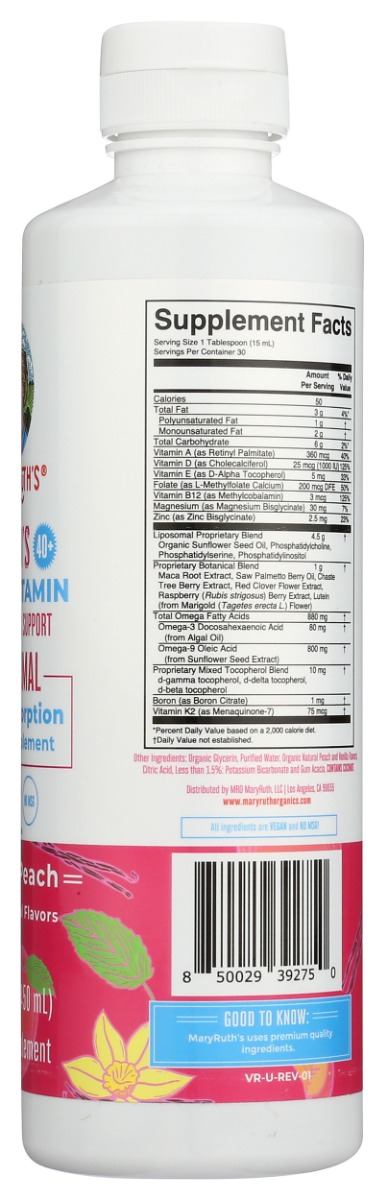 TH'S®
S 40+
TAMIN
SUPPORT
MAL
orption
lement
NO MSG
Peach
l Flavors
50 mL)
ement
Supplement Facts
Serving Size 1 Tablespoon (15 mL)
Servings Per Container 30
Amount Per Serving % Daily Value
Calories 50
Total Fat 3 g 4%*
Polyunsaturated Fat 1 g †
Monounsaturated Fat 2 g †
Total Carbohydrate 6 g 2%*
Vitamin A (as Retinyl Palmitate) 360 mcg 40%
Vitamin D (as Cholecalciferol) 25 mcg (1000 IU) 125%
Vitamin E (as D-Alpha Tocopherol) 5 mg 33%
Folate (as L-Methylfolate Calcium) 200 mcg DFE 50%
Vitamin B12 (as Methylcobalamin) 3 mcg 125%
Magnesium (as Magnesium Bisglycinate) 30 mg 7%
Zinc (as Zinc Bisglycinate) 2.5 mg 23%
Liposomal Proprietary Blend 4.5 g †
Organic Sunflower Seed Oil, Phosphatidylcholine,
Phosphatidylserine, Phosphatidylinositol
Proprietary Botanical Blend 1 g †
Maca Root Extract, Saw Palmetto Berry Oil, Chaste
Tree Berry Extract, Red Clover Flower Extract,
Raspberry (Rubis strigosus) Berry Extract, Lutein
(from Marigold (Tagetes erecta L.) Flower)
Total Omega Fatty Acids 880 mg †
Omega-3 Docosahexaenoic Acid 80 mg †
(from Algal Oil)
Omega-9 Oleic Acid 800 mg †
(from Sunflower Seed Extract)
Proprietary Mixed Tocopherol Blend 10 mg †
d-gamma tocopherol, d-delta tocopherol,
d-beta tocopherol
Boron (as Boron Citrate) 1 mg †
Vitamin K2 (as Menaquinone-7) 75 mcg †
*Percent Daily Value based on a 2,000 calorie diet.
†Daily Value not established.
Other Ingredients: Organic Glycerin, Purified Water, Organic Natural Peach and Vanilla Flavors,
Citric Acid, Less than 1.5%: Potassium Bicarbonate and Gum Acacia. CONTAINS COCONUT.
Distributed by MRO MaryRuth, LLC | Los Angeles, CA 90035
www.maryruthorganics.com
All ingredients are VEGAN and NO MSG!
8 50029 39275 0
GOOD TO KNOW:
MaryRuth's uses premium quality
ingredients.
VR-U-REV-01